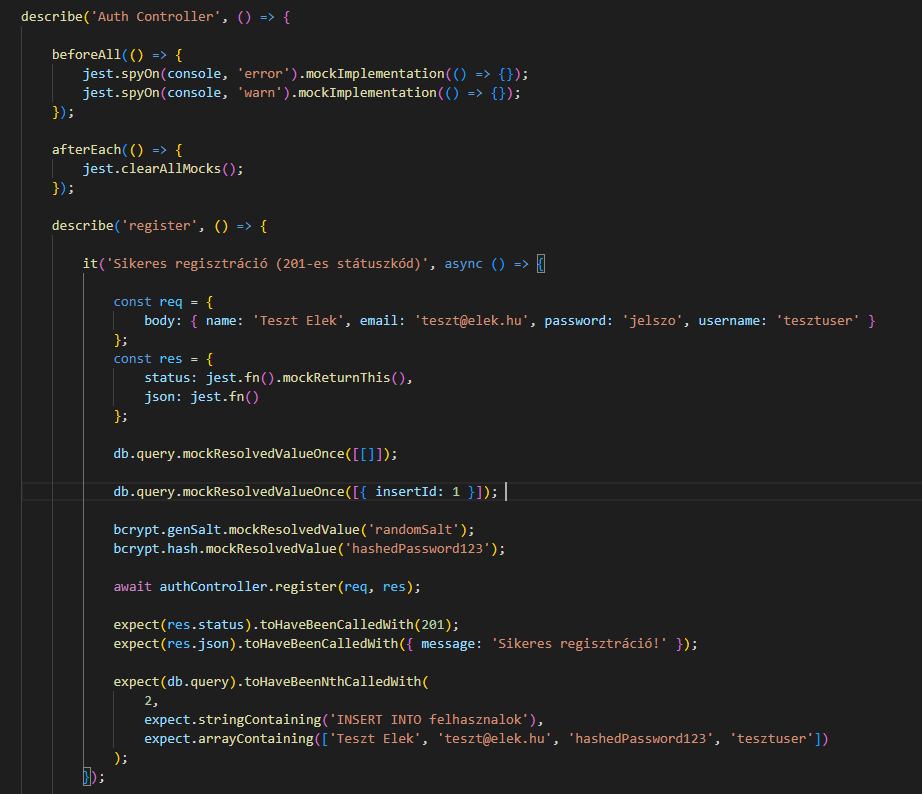 describe('Auth Controller', () => {
beforeAll(() => {
jest.spyOn(console, 'error').mockImplementation(() => {});
jest.spyOn(console, 'warn').mockImplementation(() => {});
});
afterEach(() => {
jest.clearAllMocks();
});
describe('register', () => {
it('Sikeres regisztráció (201-es státuszkód)', async () => {
const req = {
body: { name: 'Teszt Elek', email: 'teszt@elek.hu', password: 'jelszo', username: 'tesztuser' }
};
const res = {
status: jest.fn().mockReturnThis(),
json: jest.fn()
};
db.query.mockResolvedValueOnce([[]]);
db.query.mockResolvedValueOnce([{ insertId: 1 }]);
bcrypt.genSalt.mockResolvedValue('randomSalt');
bcrypt.hash.mockResolvedValue('hashedPassword123');
await authController.register(req, res);
expect(res.status).toHaveBeenCalledWith(201);
expect(res.json).toHaveBeenCalledWith({ message: 'Sikeres regisztráció!' });
expect(db.query).toHaveBeenNthCalledWith(
2,
expect.stringContaining('INSERT INTO felhasznalok'),
expect.arrayContaining(['Teszt Elek', 'teszt@elek.hu', 'hashedPassword123', 'tesztuser'])
);
});